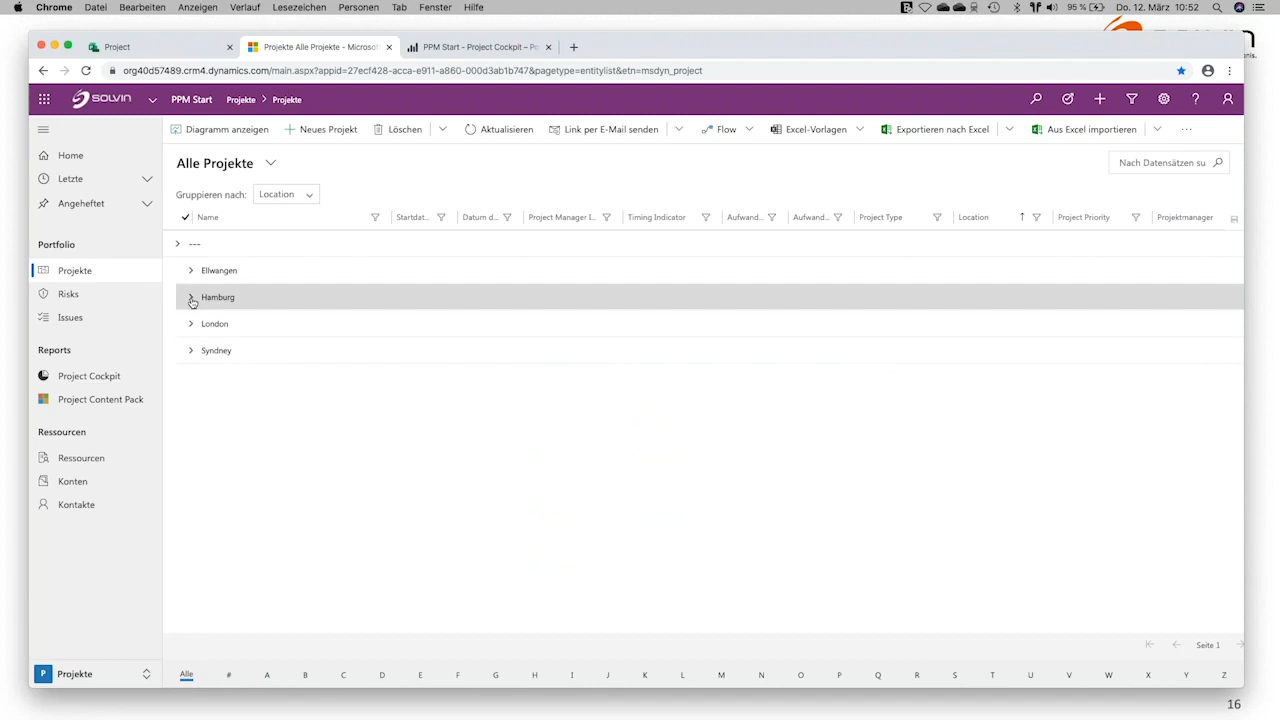 Chrome Datei Bearbeiten Anzeigen Verlauf Lesezeichen Personen Tab Fenster Hilfe 95 % Do. 12. März 10:52
Project Projekte Alle Projekte - Microsof PPM Start - Project Cockpit – Po
org40d57489.crm4.dynamics.com/main.aspx?appid=27ecf428-acca-e911-a860-000d3ab1b747&pagetype=entitylist&etn=msdyn_project
SOLVIN PPM Start Projekte Projekte
Diagramm anzeigen Neues Projekt Löschen Aktualisieren Link per E-Mail senden Flow Excel-Vorlagen Exportieren nach Excel Aus Excel importieren
Home
Letzte
Angeheftet
Portfolio
Projekte
Risks
Issues
Reports
Project Cockpit
Project Content Pack
Ressourcen
Ressourcen
Konten
Kontakte
P Projekte
Alle Projekte
Nach Datensätzen su
Gruppieren nach: Location
Name Startdat... Datum d... Project Manager I... Timing Indicator Aufwand... Aufwand... Project Type Location Project Priority Projektmanager
---
Ellwangen
Hamburg
London
Syndney
Seite 1
Alle # A B C D E F G H I J K L M N O P Q R S T U V W X Y Z
16